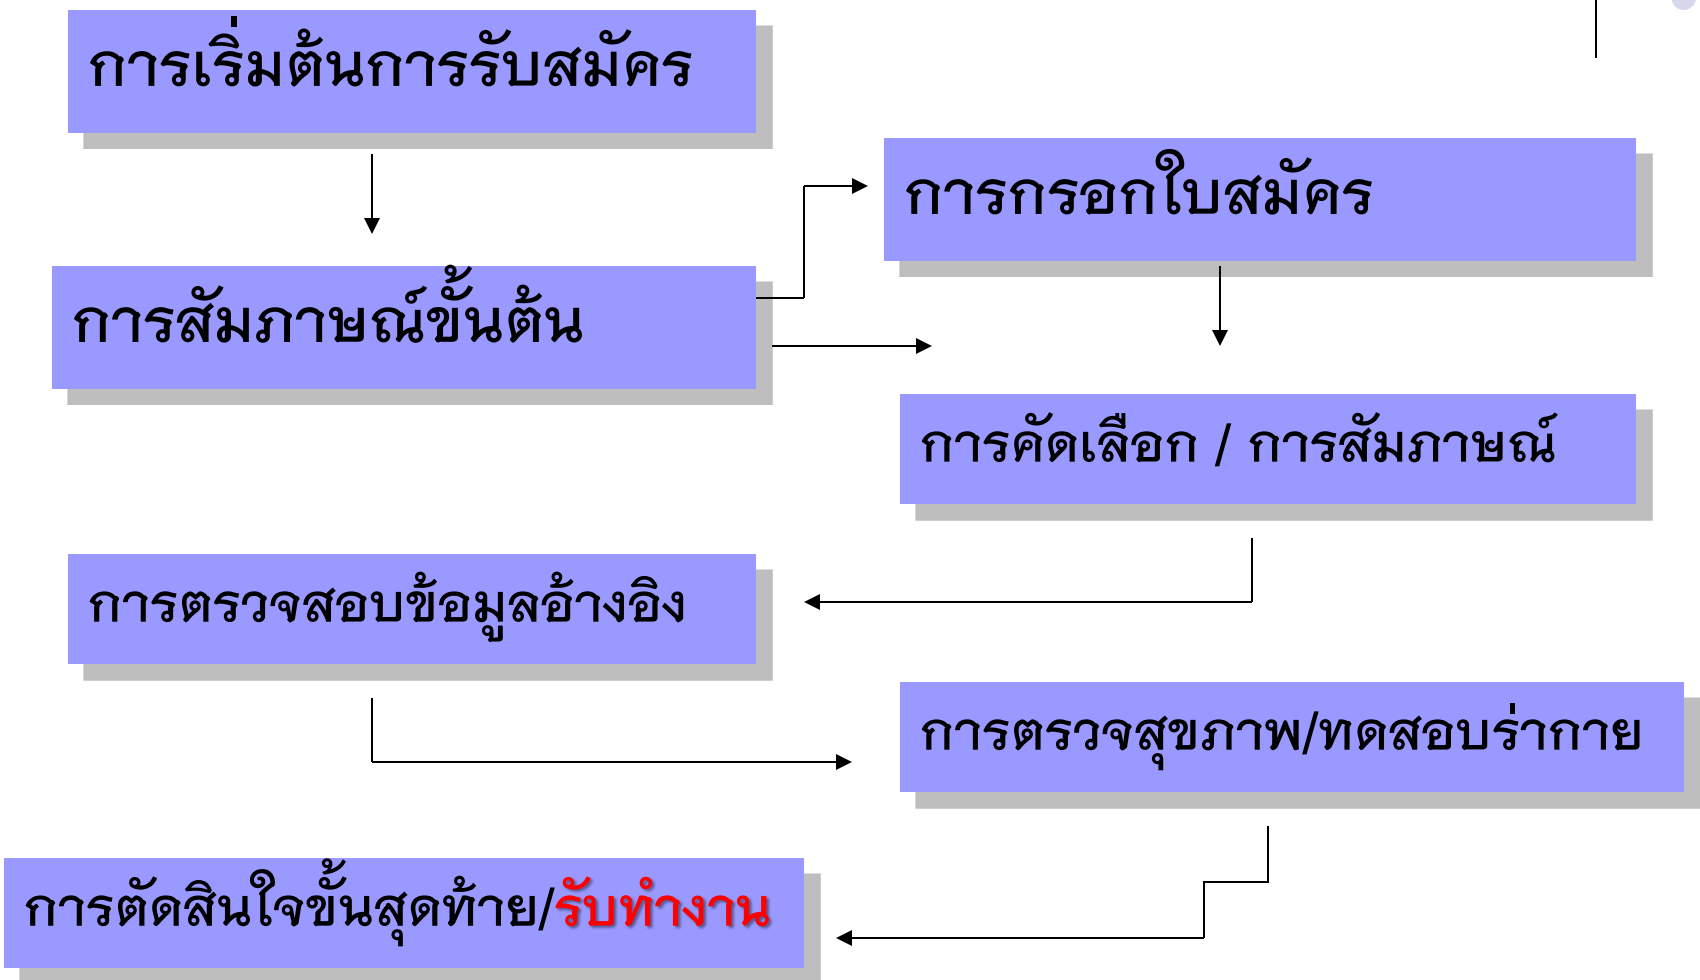 การเริ่มต้นการรับสมัคร
การกรอกใบสมัคร
การสัมภาษณ์ขั้นต้น
การคัดเลือก / การสัมภาษณ์
การตรวจสอบข้อมูลอ้างอิง
การตรวจสุขภาพ/ทดสอบร่ากาย
การตัดสินใจขั้นสุดท้าย/รับทำงาน